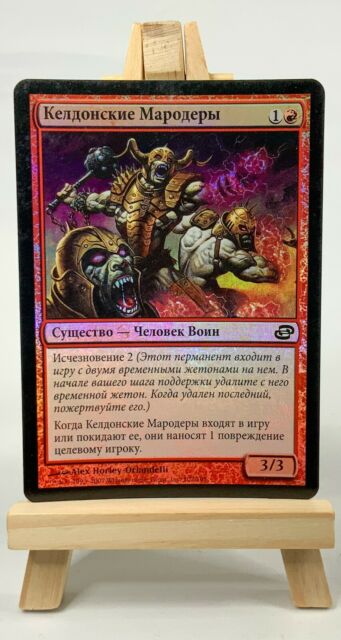 Келдонские Мародеры 1
Существо — Человек Воин
Исчезновение 2 (Этот перманент входит в
игру с двумя временными жетонами на нем. В
начале вашего шага поддержки удалите с него
временной жетон. Когда удален последний,
пожертвуйте его.)
Когда Келдонские Мародеры входят в игру
или покидают ее, они наносят 1 повреждение
целевому игроку.
3/3
Alex Horley-Orlandelli